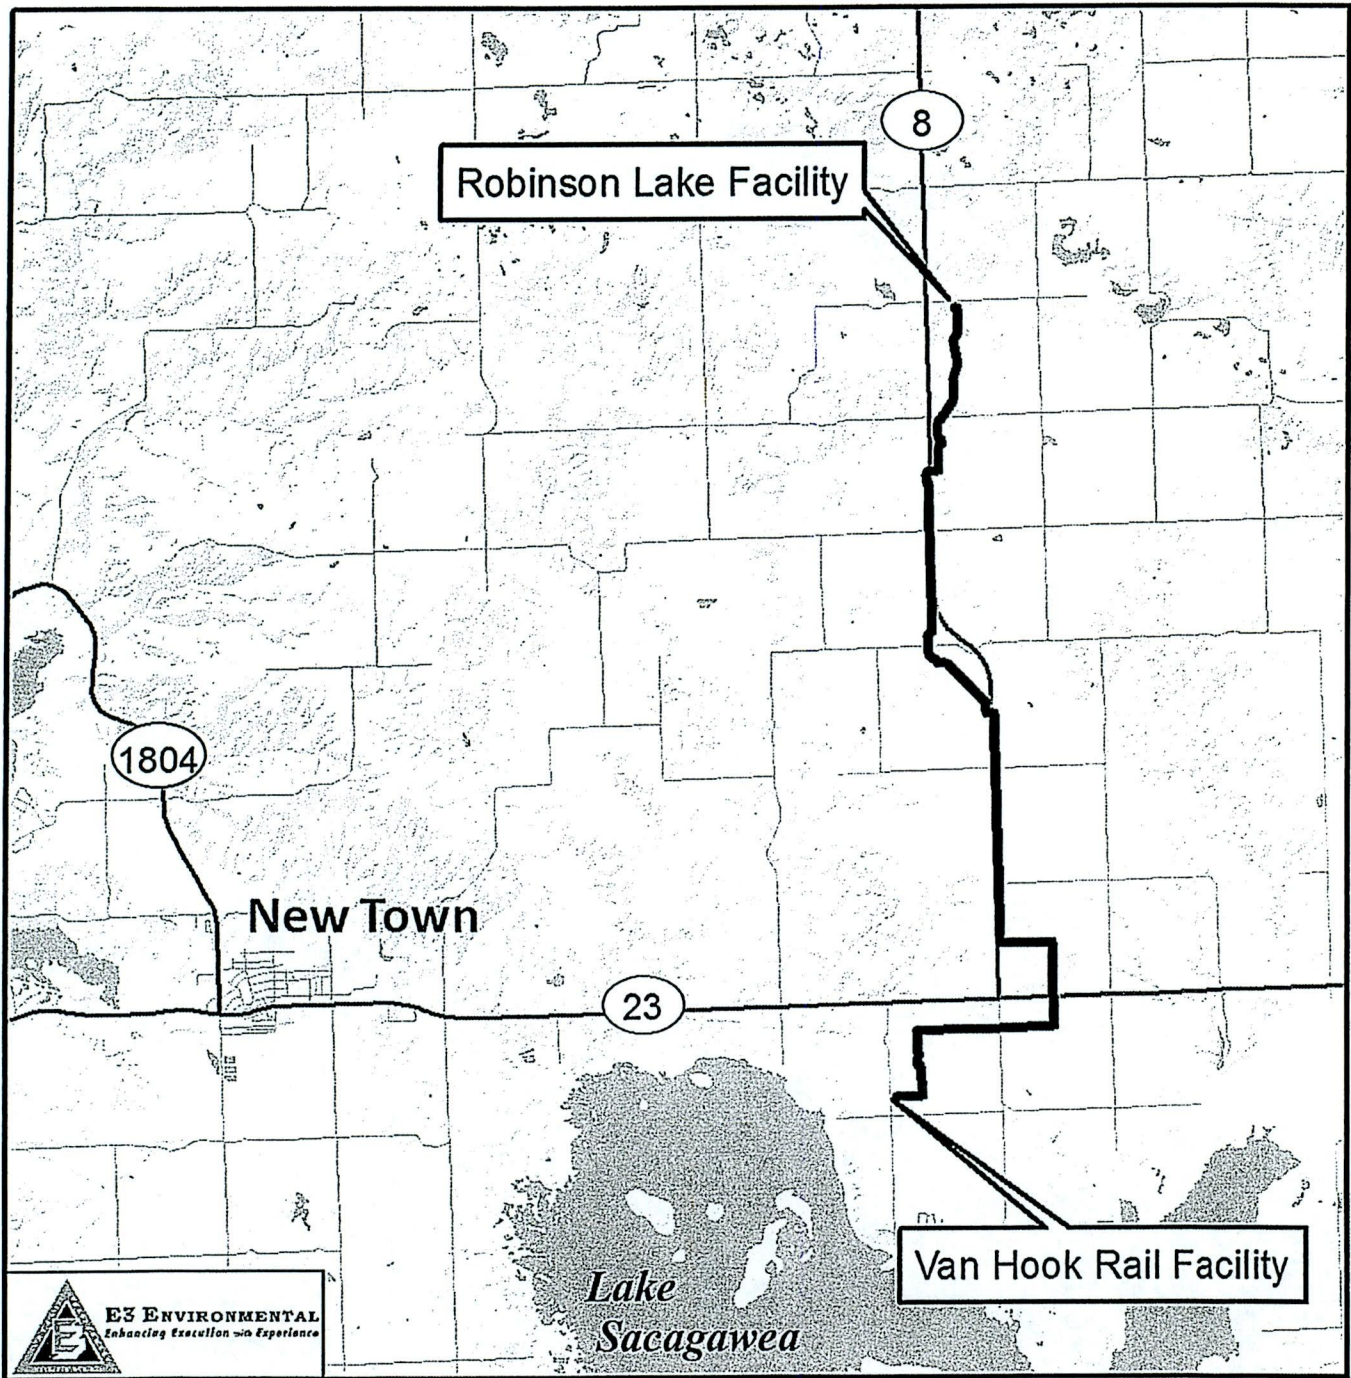 8
Robinson Lake Facility
1804
New Town
23
Van Hook Rail Facility
Lake
Sacagawea
E3 ENVIRONMENTAL
Enhancing Execution with Experience